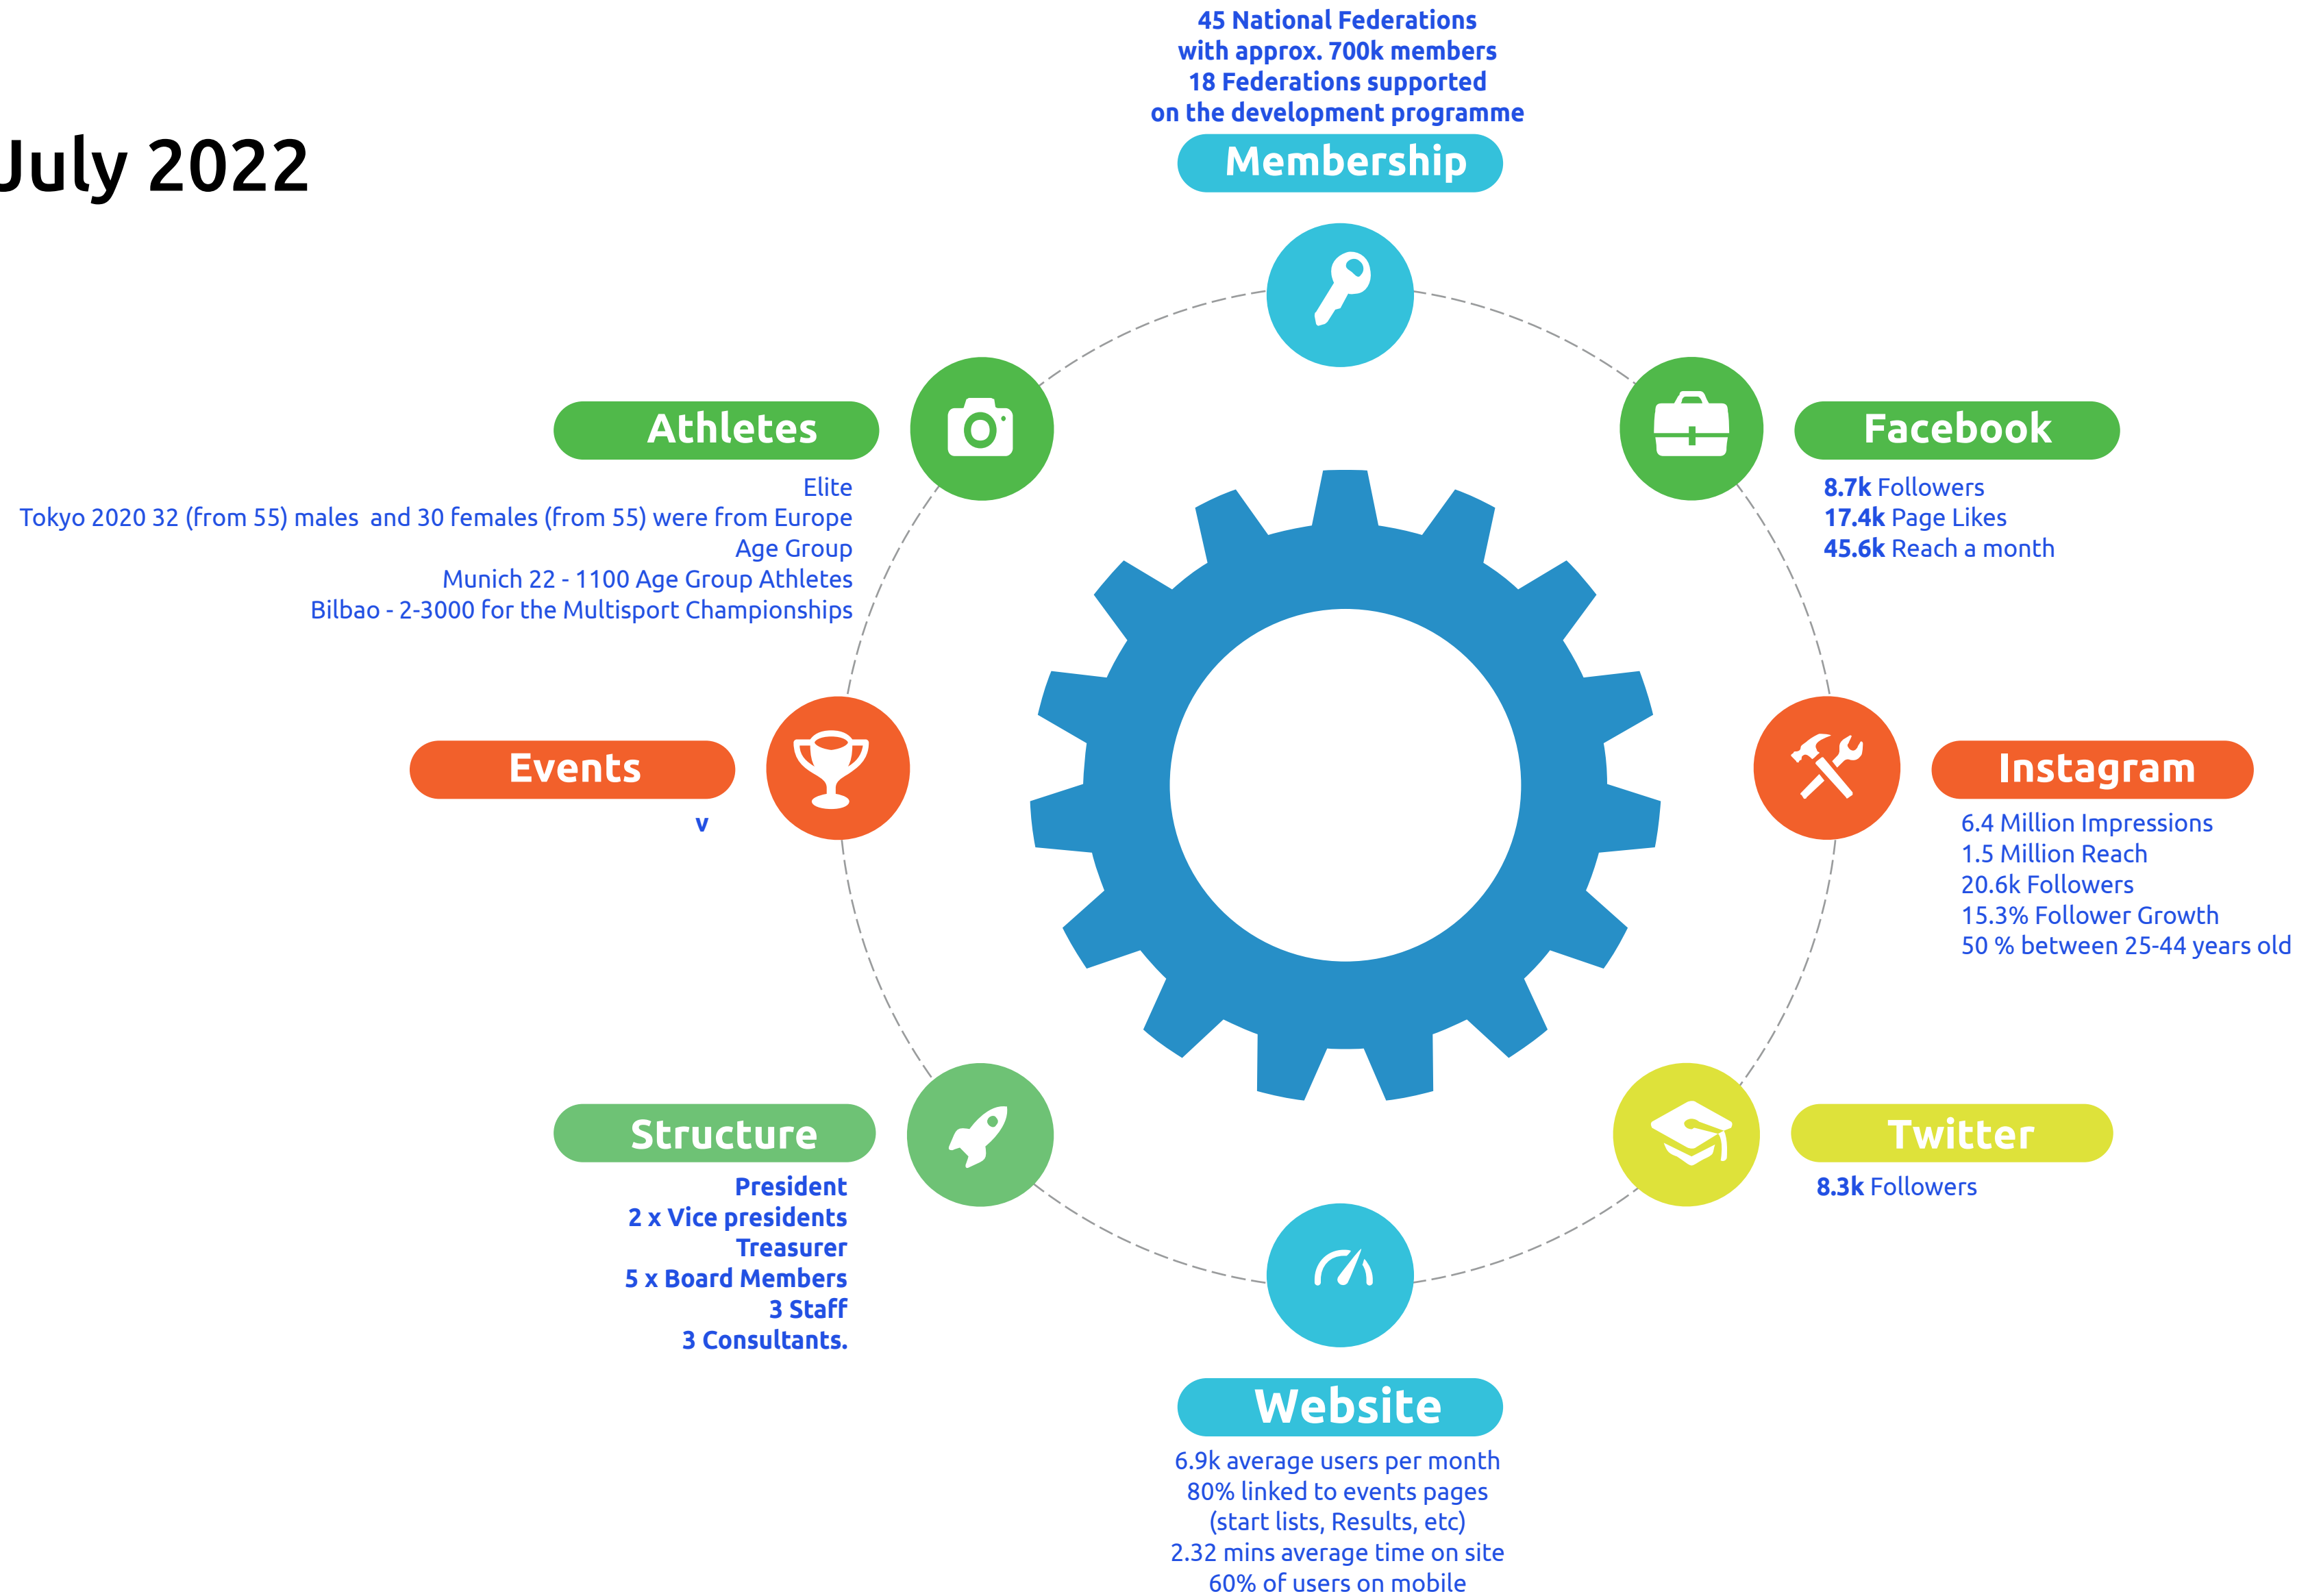 July 2022
45 National Federations
with approx. 700k members
18 Federations supported
on the development programme
Membership
Athletes
Elite
Tokyo 2020 32 (from 55) males  and 30 females (from 55) were from Europe
Age Group
Munich 22 - 1100 Age Group Athletes
Bilbao - 2-3000 for the Multisport Championships
Facebook
8.7k Followers
17.4k Page Likes
45.6k Reach a month
Events
v
Instagram
6.4 Million Impressions
1.5 Million Reach
20.6k Followers
15.3% Follower Growth
50 % between 25-44 years old
Structure
President
2 x Vice presidents
Treasurer
5 x Board Members
3 Staff
3 Consultants.
Twitter
8.3k Followers
Website
6.9k average users per month
80% linked to events pages
(start lists, Results, etc)
2.32 mins average time on site
60% of users on mobile